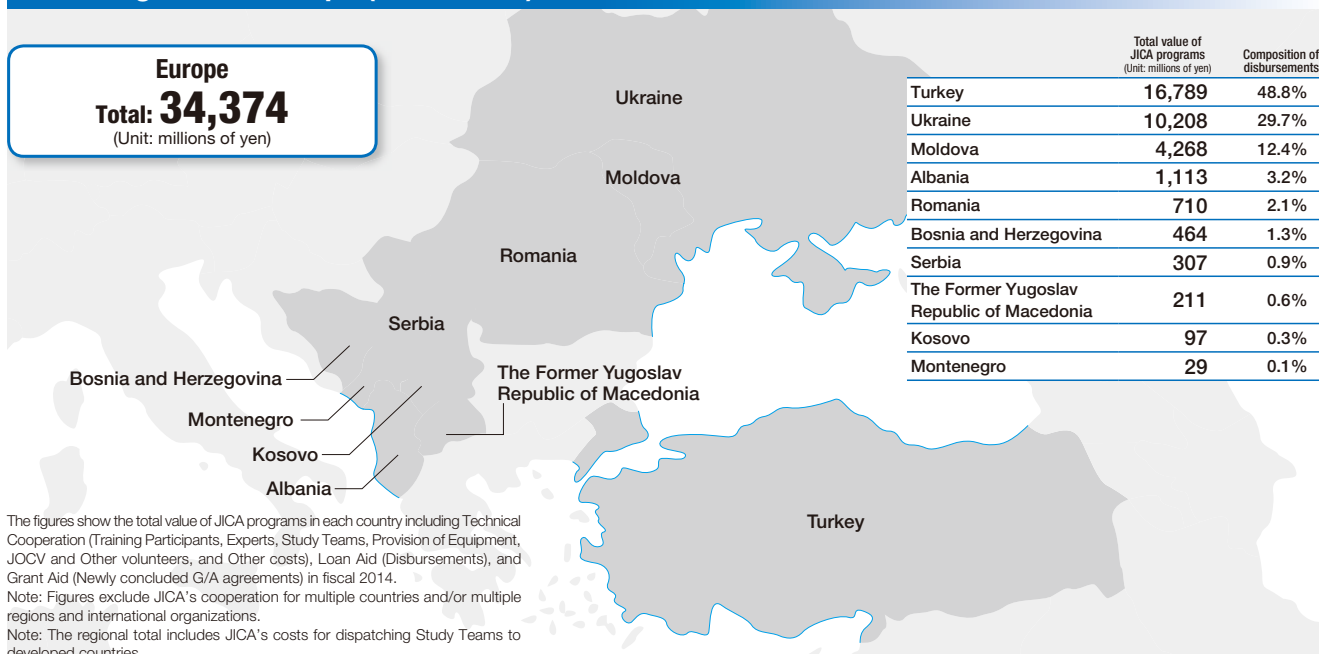 Europe
Total: 34,374
(Unit: millions of yen)
Ukraine
Moldova
Romania
Serbia
Bosnia and Herzegovina
Montenegro
Kosovo
Albania
The Former Yugoslav
Republic of Macedonia
Turkey
Total value of
JICA programs
(Unit: millions of yen)
Composition of
disbursements
Turkey 16,789 48.8%
Ukraine 10,208 29.7%
Moldova 4,268 12.4%
Albania 1,113 3.2%
Romania 710 2.1%
Bosnia and Herzegovina 464 1.3%
Serbia 307 0.9%
The Former Yugoslav
Republic of Macedonia 211 0.6%
Kosovo 97 0.3%
Montenegro 29 0.1%
The figures show the total value of JICA programs in each country including Technical
Cooperation (Training Participants, Experts, Study Teams, Provision of Equipment,
JOCV and Other volunteers, and Other costs), Loan Aid (Disbursements), and
Grant Aid (Newly concluded G/A agreements) in fiscal 2014.
Note: Figures exclude JICA's cooperation for multiple countries and/or multiple
regions and international organizations.
Note: The regional total includes JICA's costs for dispatching Study Teams to
developed countries.